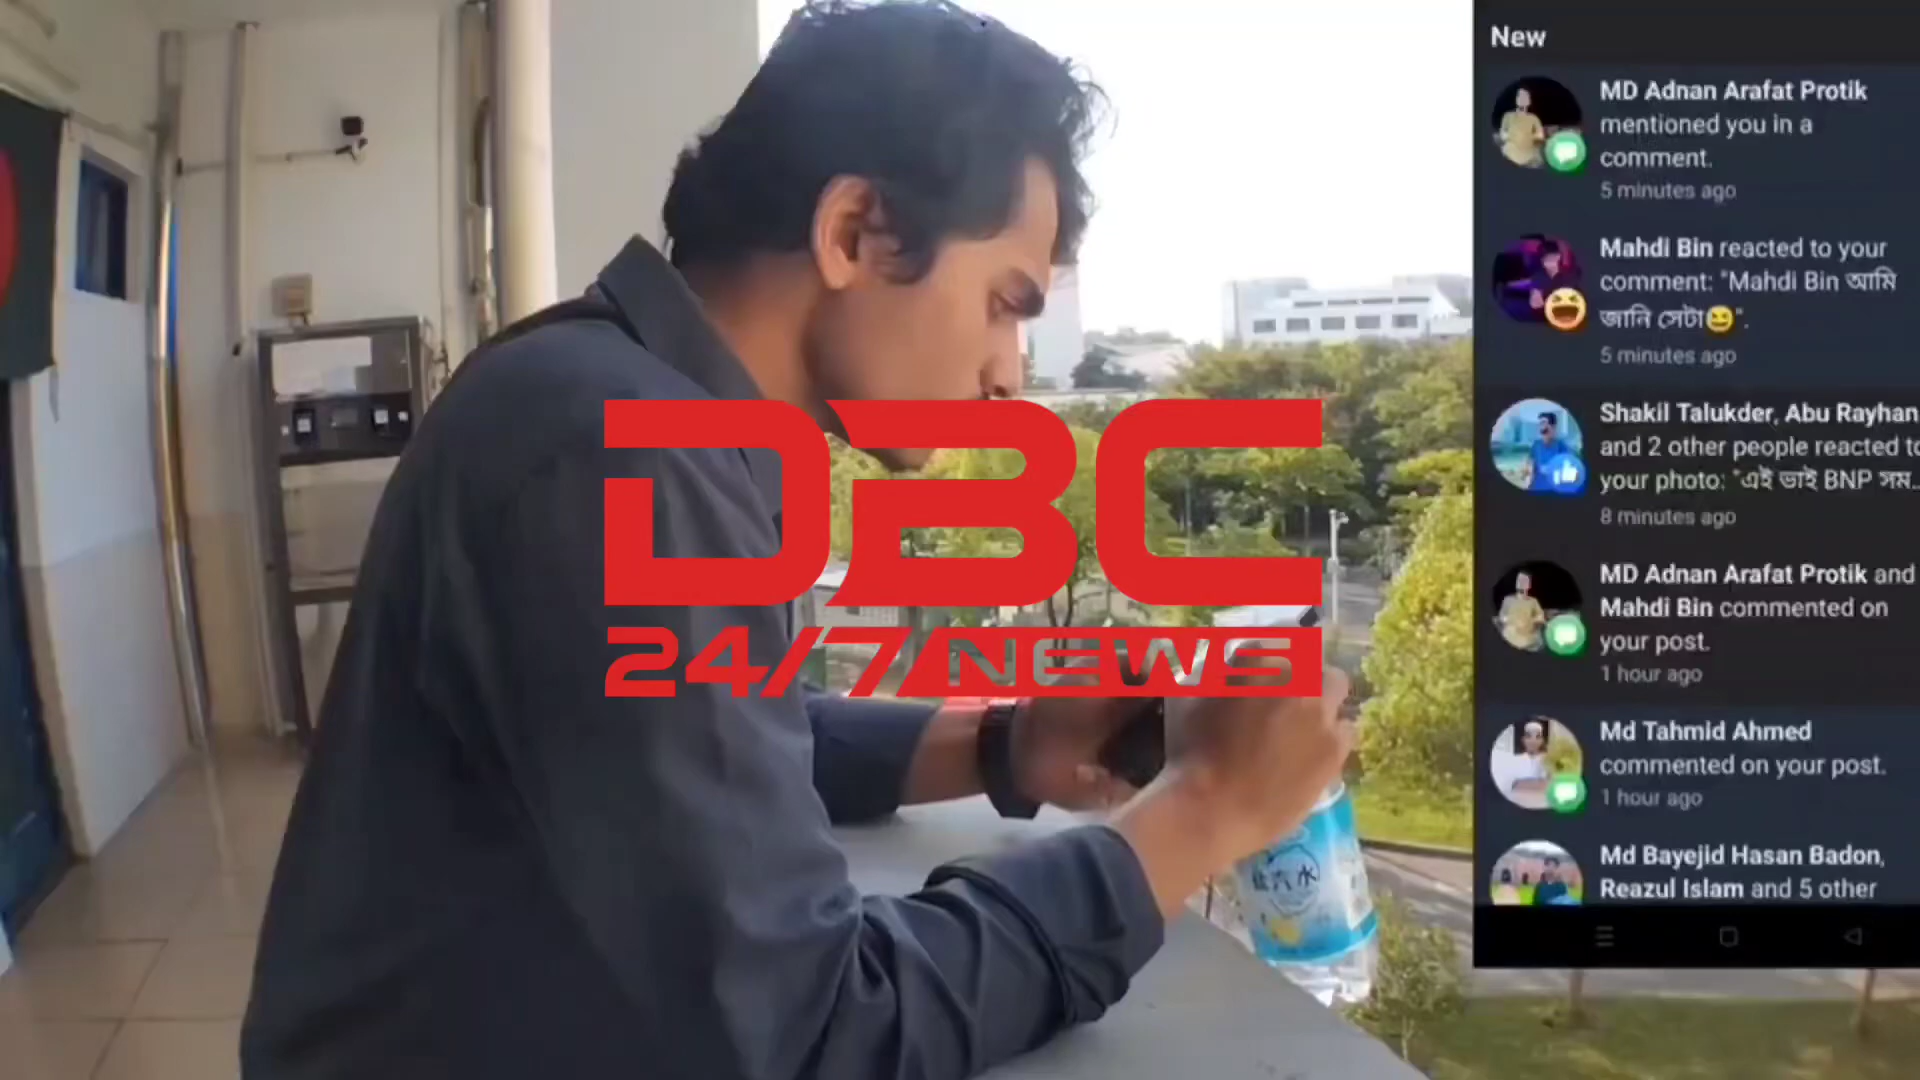 New
MD Adnan Arafat Protik
mentioned you in a
comment.
5 minutes ago
Mahdi Bin reacted to your
comment: "Mahdi Bin আমি
জানি সেটা😆".
5 minutes ago
Shakil Talukder, Abu Rayhan
and 2 other people reacted to
your photo: "এই ভাই BNP সম...
8 minutes ago
MD Adnan Arafat Protik and
Mahdi Bin commented on
your post.
1 hour ago
Md Tahmid Ahmed
commented on your post.
1 hour ago
Md Bayejid Hasan Badon,
Reazul Islam and 5 other
DBC
24/7 NEWS
汽水